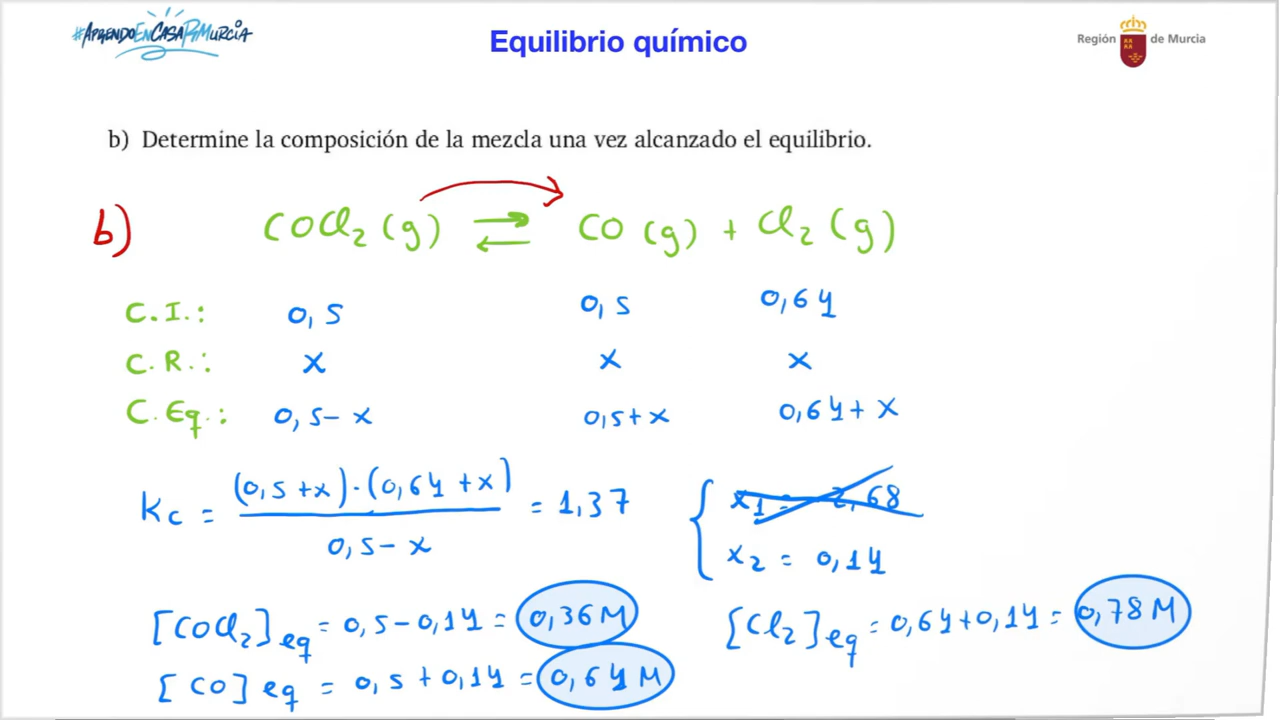 #APRENDOENCASARMURCIA
Equilibrio químico
Región de Murcia
b) Determine la composición de la mezcla una vez alcanzado el equilibrio.
b) COCl₂ (g) ⇄ CO (g) + Cl₂ (g)
C.I.: 0,5 0,5 0,64
C.R.: x x x
C.Eq.: 0,5-x 0,5+x 0,64+x
Kc = (0,5+x)·(0,64+x) / 0,5-x = 1,37
x₁ = -2,68
x₂ = 0,14
[COCl₂]eq = 0,5-0,14 = 0,36 M
[Cl₂]eq = 0,64+0,14 = 0,78 M
[CO]eq = 0,5+0,14 = 0,64 M